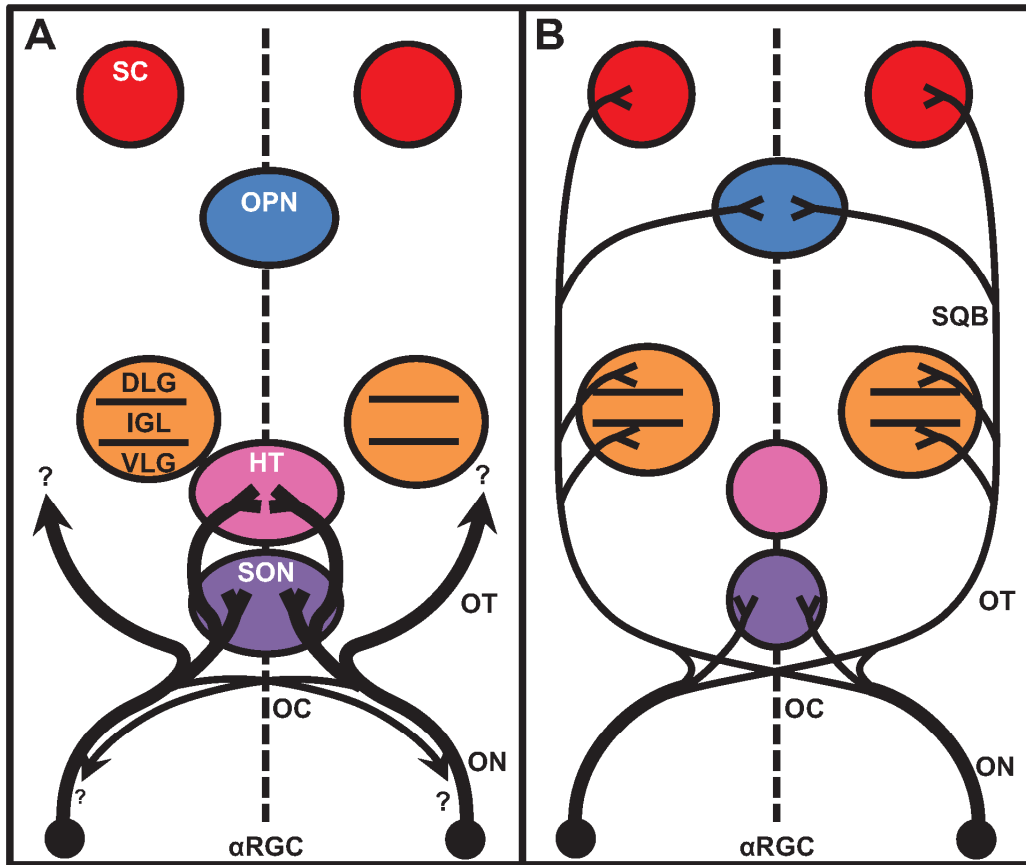 A
SC
OPN
DLG
IGL
VLG
HT
?
?
SON
OT
OC
ON
?
?
αRGC
B
SQB
OT
OC
ON
αRGC